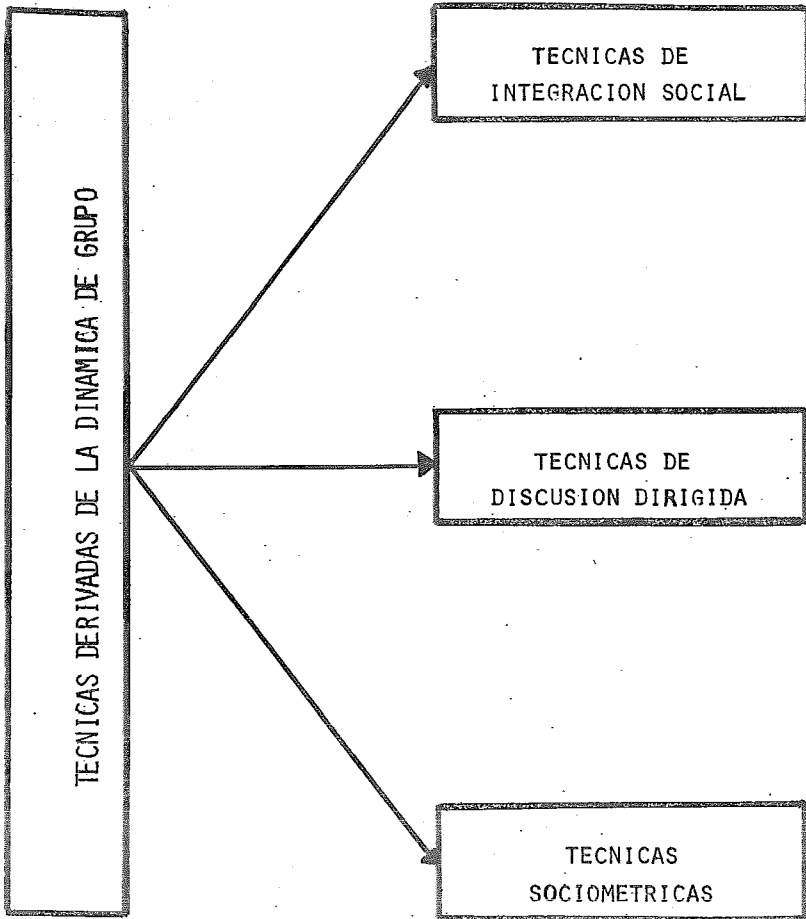 TECNICAS DERIVADAS DE LA DINAMICA DE GRUPO
TECNICAS DE
INTEGRACION SOCIAL
TECNICAS DE
DISCUSION DIRIGIDA
TECNICAS
SOCIOMETRICAS